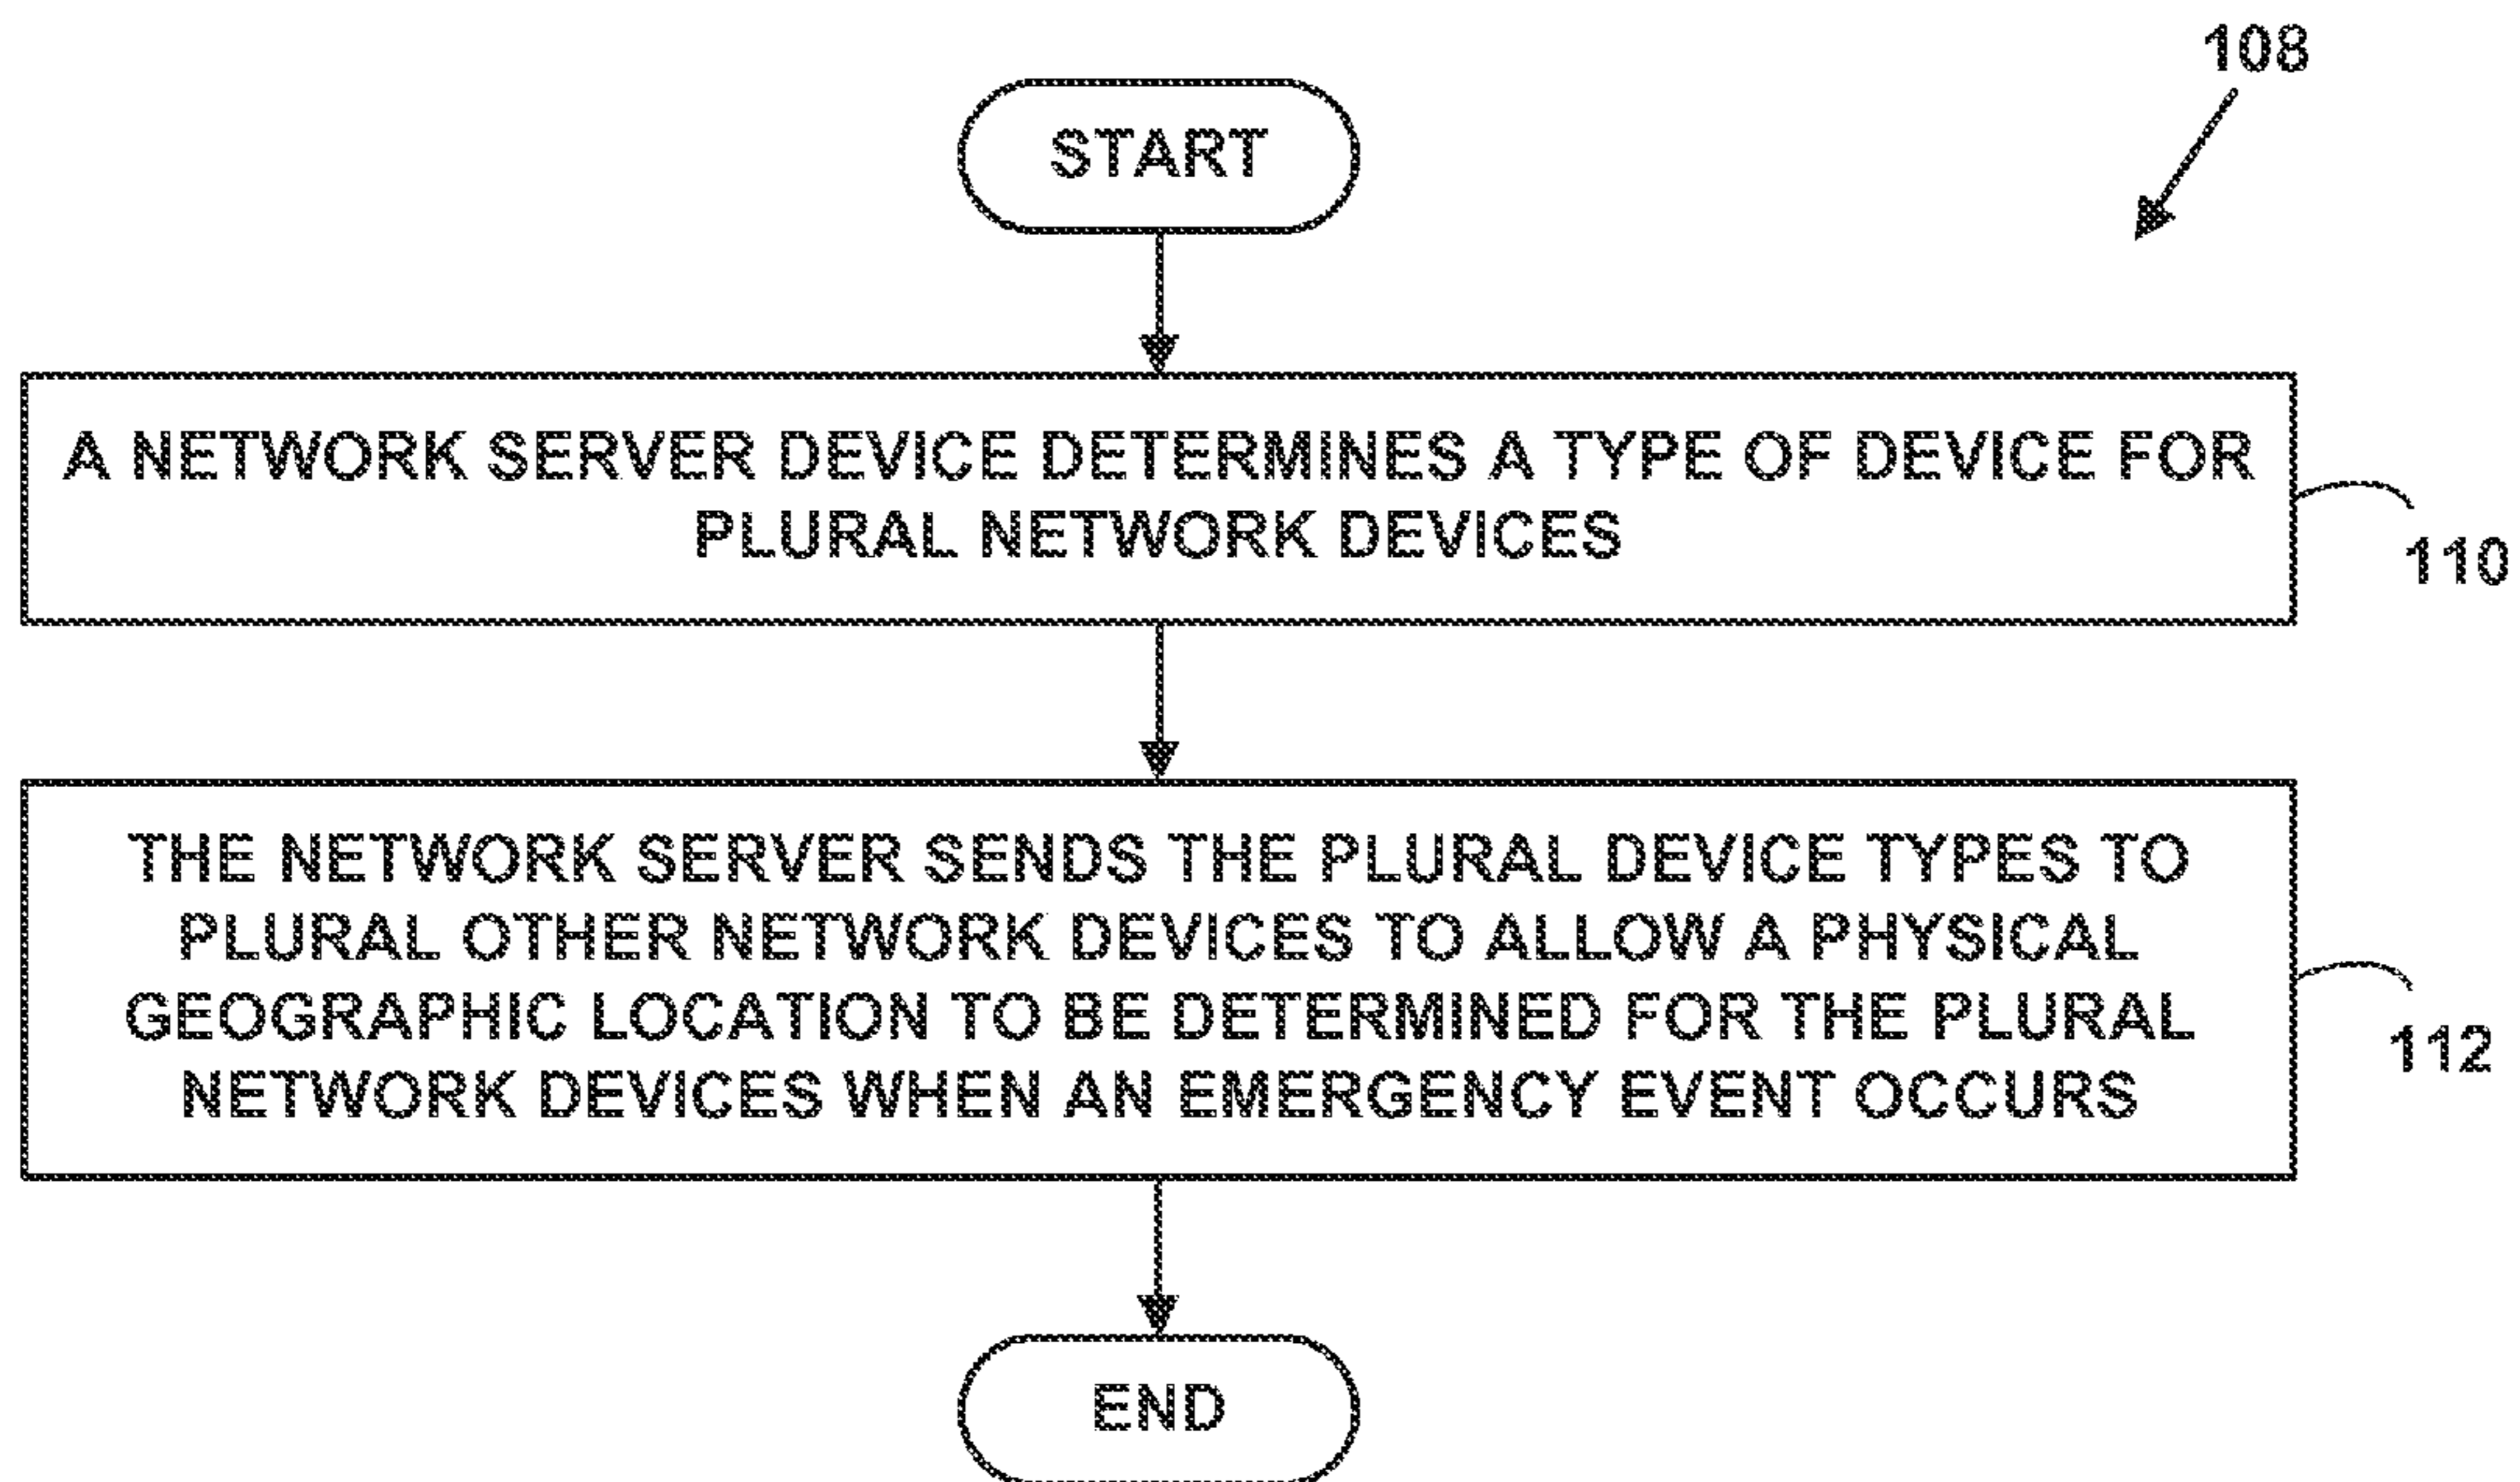 108
START
A NETWORK SERVER DEVICE DETERMINES A TYPE OF DEVICE FOR
PLURAL NETWORK DEVICES
110
THE NETWORK SERVER SENDS THE PLURAL DEVICE TYPES TO
PLURAL OTHER NETWORK DEVICES TO ALLOW A PHYSICAL
GEOGRAPHIC LOCATION TO BE DETERMINED FOR THE PLURAL
NETWORK DEVICES WHEN AN EMERGENCY EVENT OCCURS
112
END